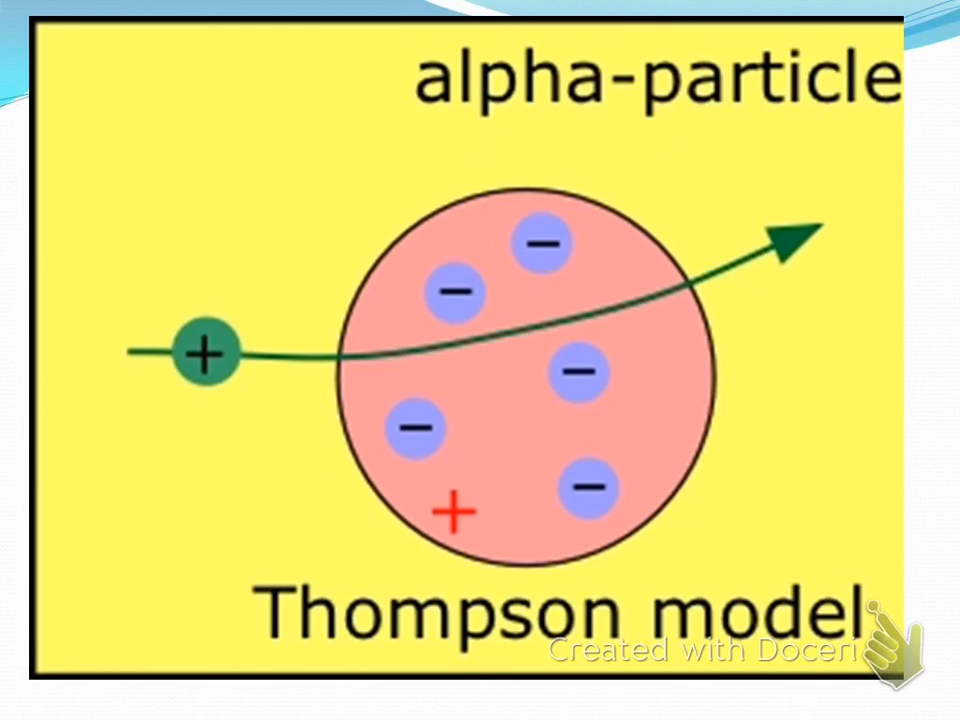 alpha-particle
+
−
−
−
−
−
+
Thompson model
Created with Doceri